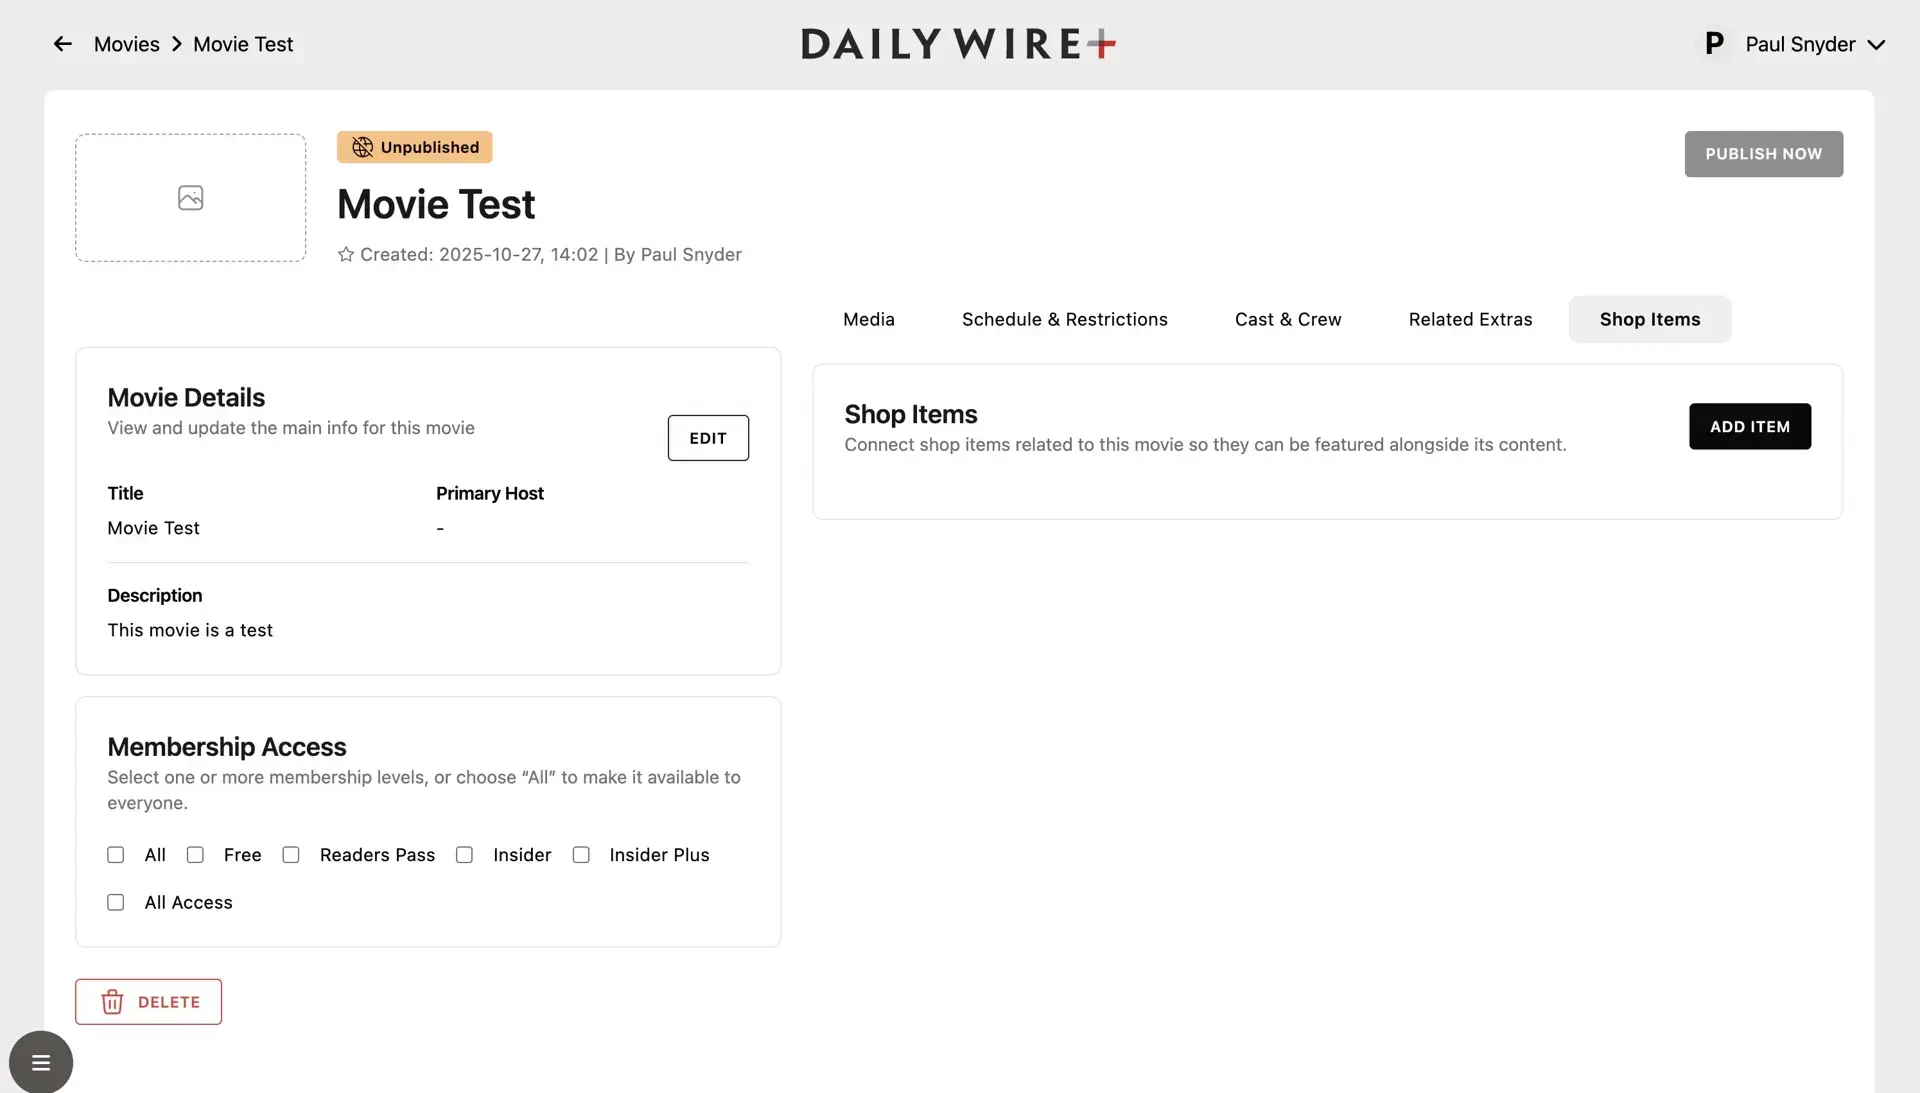 Movies Movie Test
DAILY WIRE+
P Paul Snyder
Unpublished
PUBLISH NOW
Movie Test
Created: 2025-10-27, 14:02 | By Paul Snyder
Media Schedule & Restrictions Cast & Crew Related Extras Shop Items
Movie Details
View and update the main info for this movie
EDIT
Title Primary Host
Movie Test -
Description
This movie is a test
Shop Items
Connect shop items related to this movie so they can be featured alongside its content.
ADD ITEM
Membership Access
Select one or more membership levels, or choose “All” to make it available to
everyone.
All Free Readers Pass Insider Insider Plus
All Access
DELETE